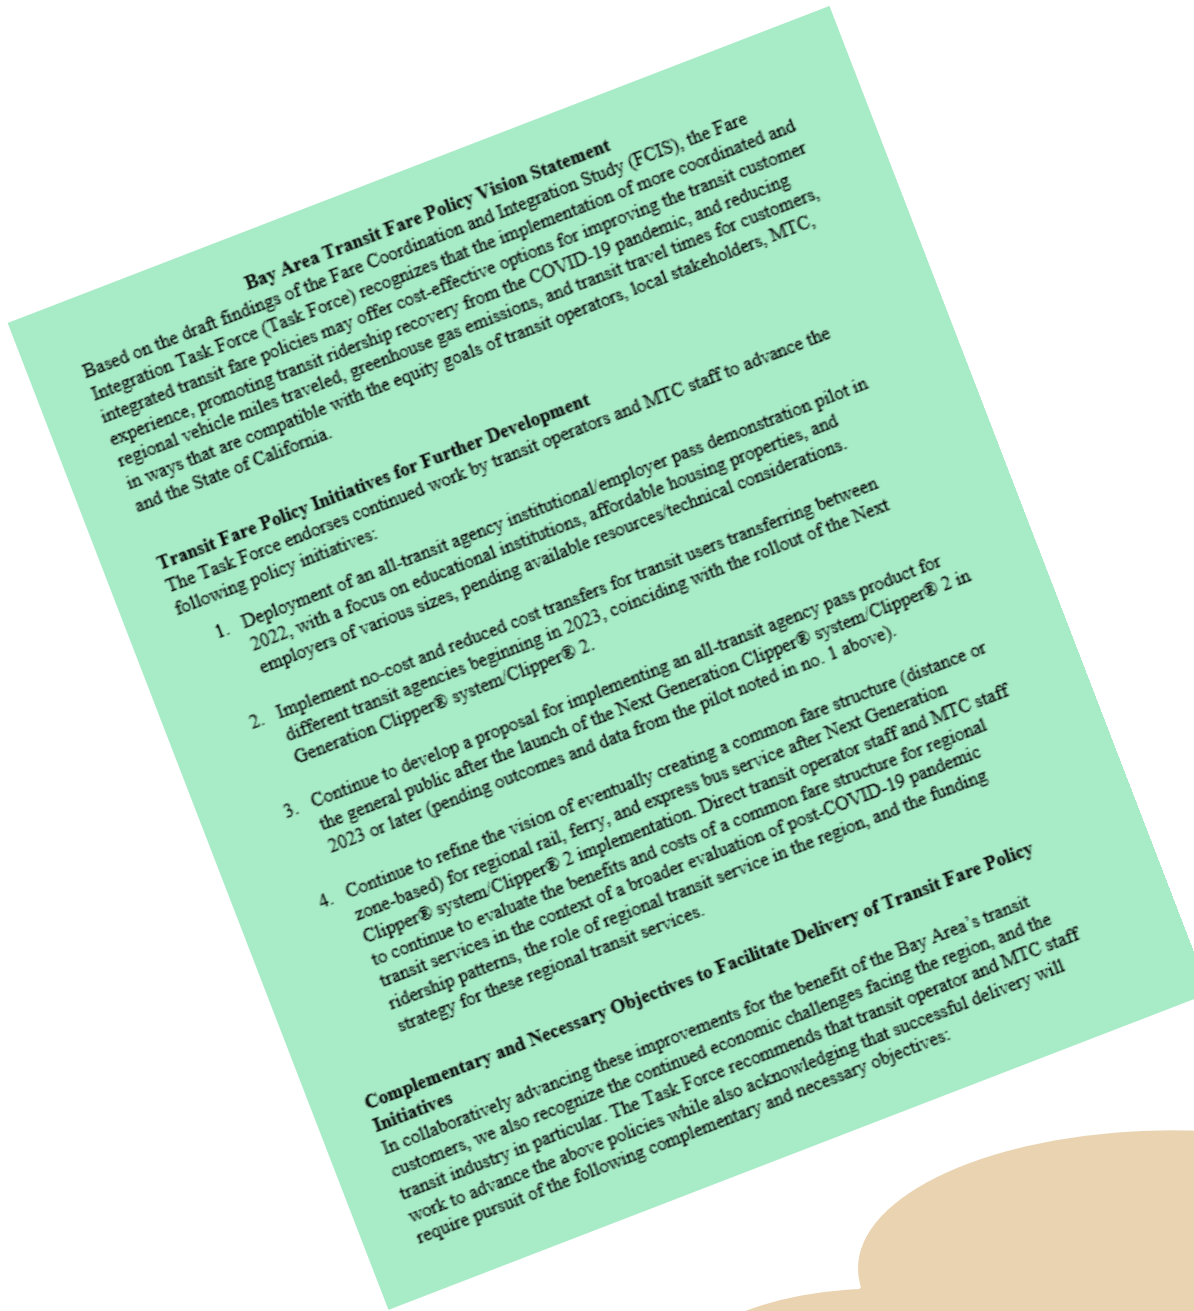 Bay Area Transit Fare Policy Vision Statement
Based on the draft findings of the Fare Coordination and Integration Study (FCIS), the Fare
Integration Task Force (Task Force) recognizes that the implementation of more coordinated and
integrated transit fare policies may offer cost-effective options for improving the transit customer
experience, promoting transit ridership recovery from the COVID-19 pandemic, and reducing
regional vehicle miles traveled, greenhouse gas emissions, and transit travel times for customers,
in ways that are compatible with the equity goals of transit operators, local stakeholders, MTC,
and the State of California.
Transit Fare Policy Initiatives for Further Development
The Task Force endorses continued work by transit operators and MTC staff to advance the
following policy initiatives:
1. Deployment of an all-transit agency institutional/employer pass demonstration pilot in
2022, with a focus on educational institutions, affordable housing properties, and
employers of various sizes, pending available resources/technical considerations.
2. Implement no-cost and reduced cost transfers for transit users transferring between
different transit agencies beginning in 2023, coinciding with the rollout of the Next
Generation Clipper® system/Clipper® 2.
3. Continue to develop a proposal for implementing an all-transit agency pass product for
the general public after the launch of the Next Generation Clipper® system/Clipper® 2 in
2023 or later (pending outcomes and data from the pilot noted in no. 1 above).
4. Continue to refine the vision of eventually creating a common fare structure (distance or
zone-based) for regional rail, ferry, and express bus service after Next Generation
Clipper® system/Clipper® 2 implementation. Direct transit operator staff and MTC staff
to continue to evaluate the benefits and costs of a common fare structure for regional
transit services in the context of a broader evaluation of post-COVID-19 pandemic
ridership patterns, the role of regional transit service in the region, and the funding
strategy for these regional transit services.
Complementary and Necessary Objectives to Facilitate Delivery of Transit Fare Policy
Initiatives
In collaboratively advancing these improvements for the benefit of the Bay Area's transit
customers, we also recognize the continued economic challenges facing the region, and the
transit industry in particular. The Task Force recommends that transit operator and MTC staff
work to advance the above policies while also acknowledging that successful delivery will
require pursuit of the following complementary and necessary objectives: